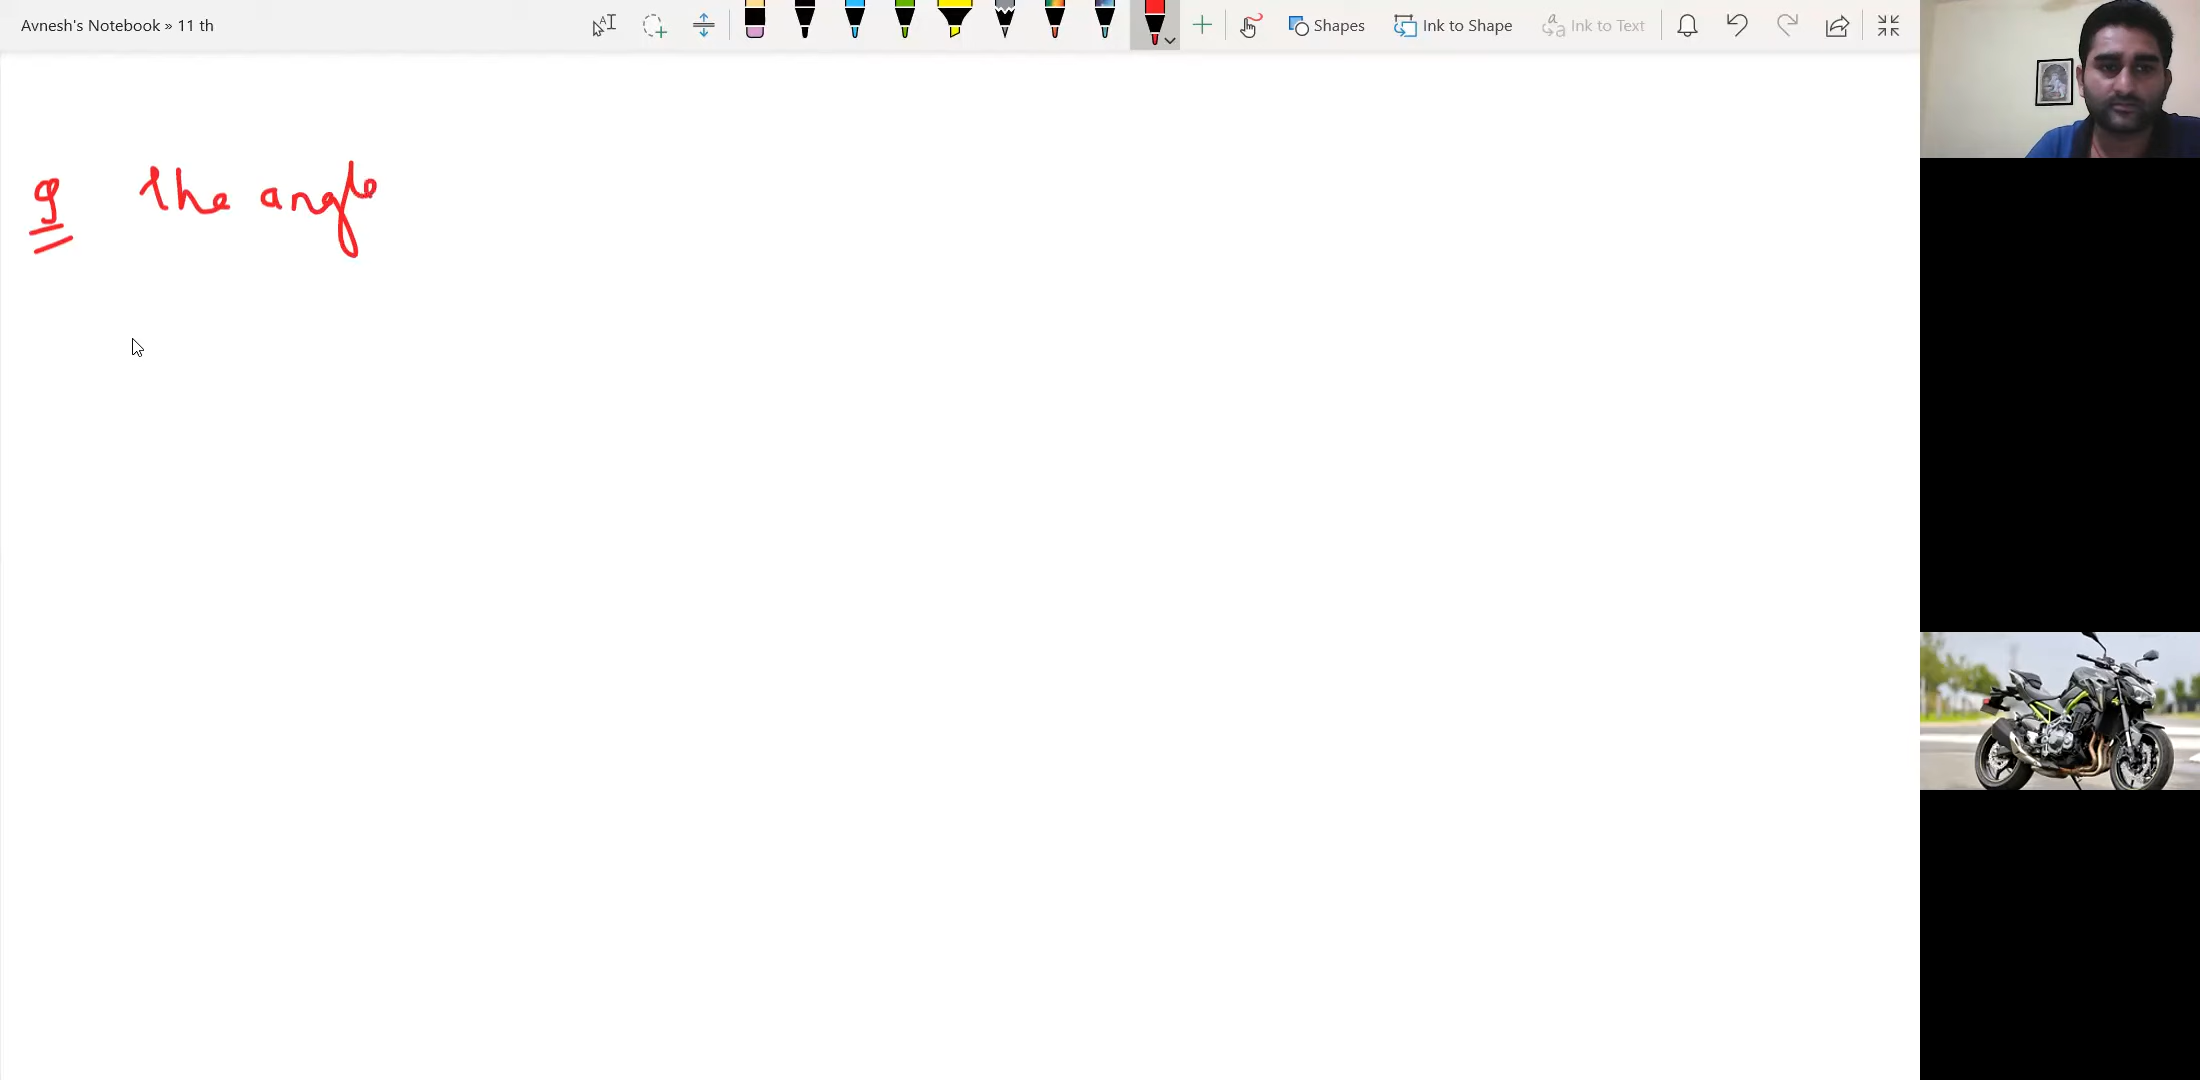 Avnesh's Notebook » 11 th
Shapes
Ink to Shape
Ink to Text
Q the angle